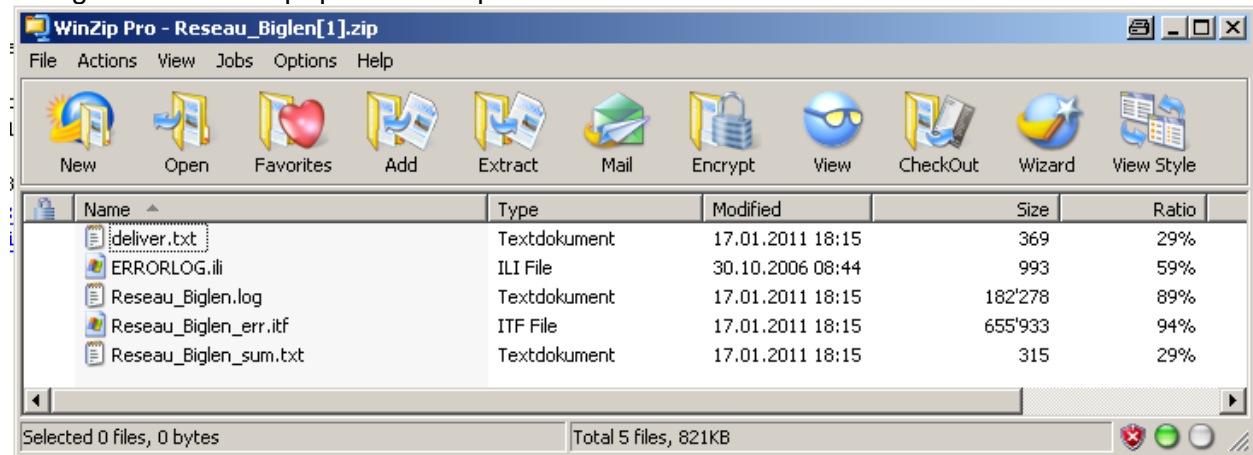 WinZip Pro - Reseau_Biglen[1].zip
File Actions View Jobs Options Help
New Open Favorites Add Extract Mail Encrypt View CheckOut Wizard View Style
Name Type Modified Size Ratio
deliver.txt Textdokument 17.01.2011 18:15 369 29%
ERRORLOG.ili ILI File 30.10.2006 08:44 993 59%
Reseau_Biglen.log Textdokument 17.01.2011 18:15 182'278 89%
Reseau_Biglen_err.itf ITF File 17.01.2011 18:15 655'933 94%
Reseau_Biglen_sum.txt Textdokument 17.01.2011 18:15 315 29%
Selected 0 files, 0 bytes Total 5 files, 821KB